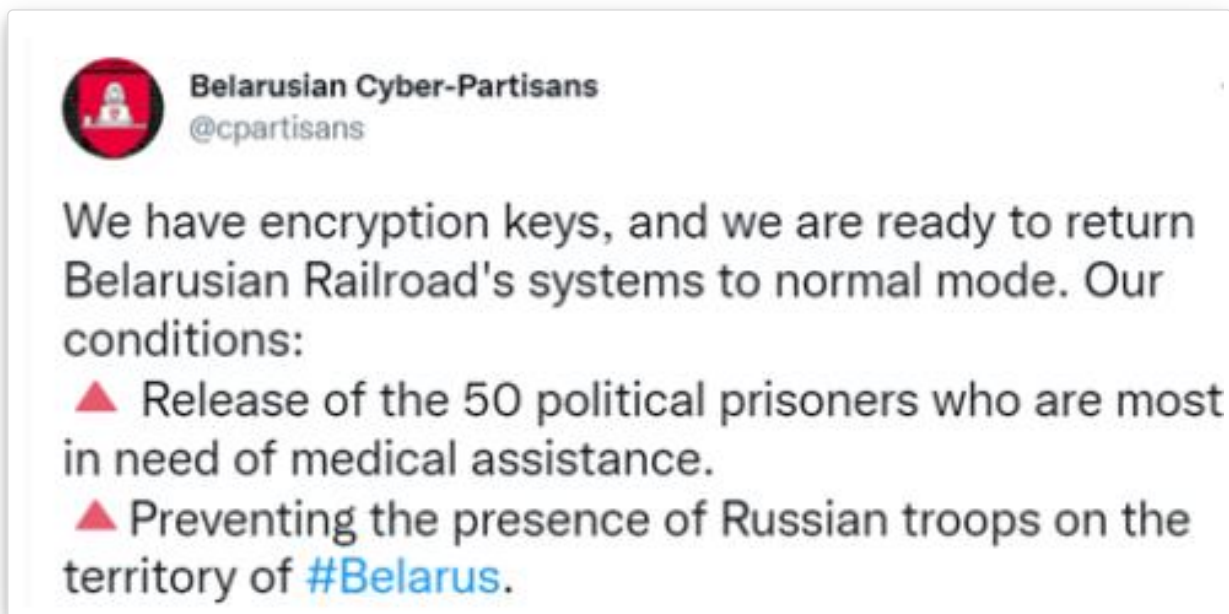 Belarusian Cyber-Partisans
@cpartisans
We have encryption keys, and we are ready to return
Belarusian Railroad's systems to normal mode. Our
conditions:
🔺 Release of the 50 political prisoners who are most
in need of medical assistance.
🔺 Preventing the presence of Russian troops on the
territory of #Belarus.